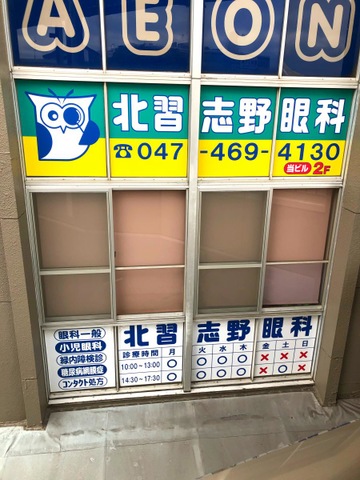 AEON
北習志野眼科
☎047-469-4130
当ビル2F
眼科一般
小児眼科
緑内障検診
糖尿病網膜症
コンタクト処方
北習志野眼科
診療時間 月 火 水 木 金 土 日
10:00~13:00 ○ ○ ○ ○ × × ×
14:30~17:30 ○ ○ ○ ○ × ○ ×